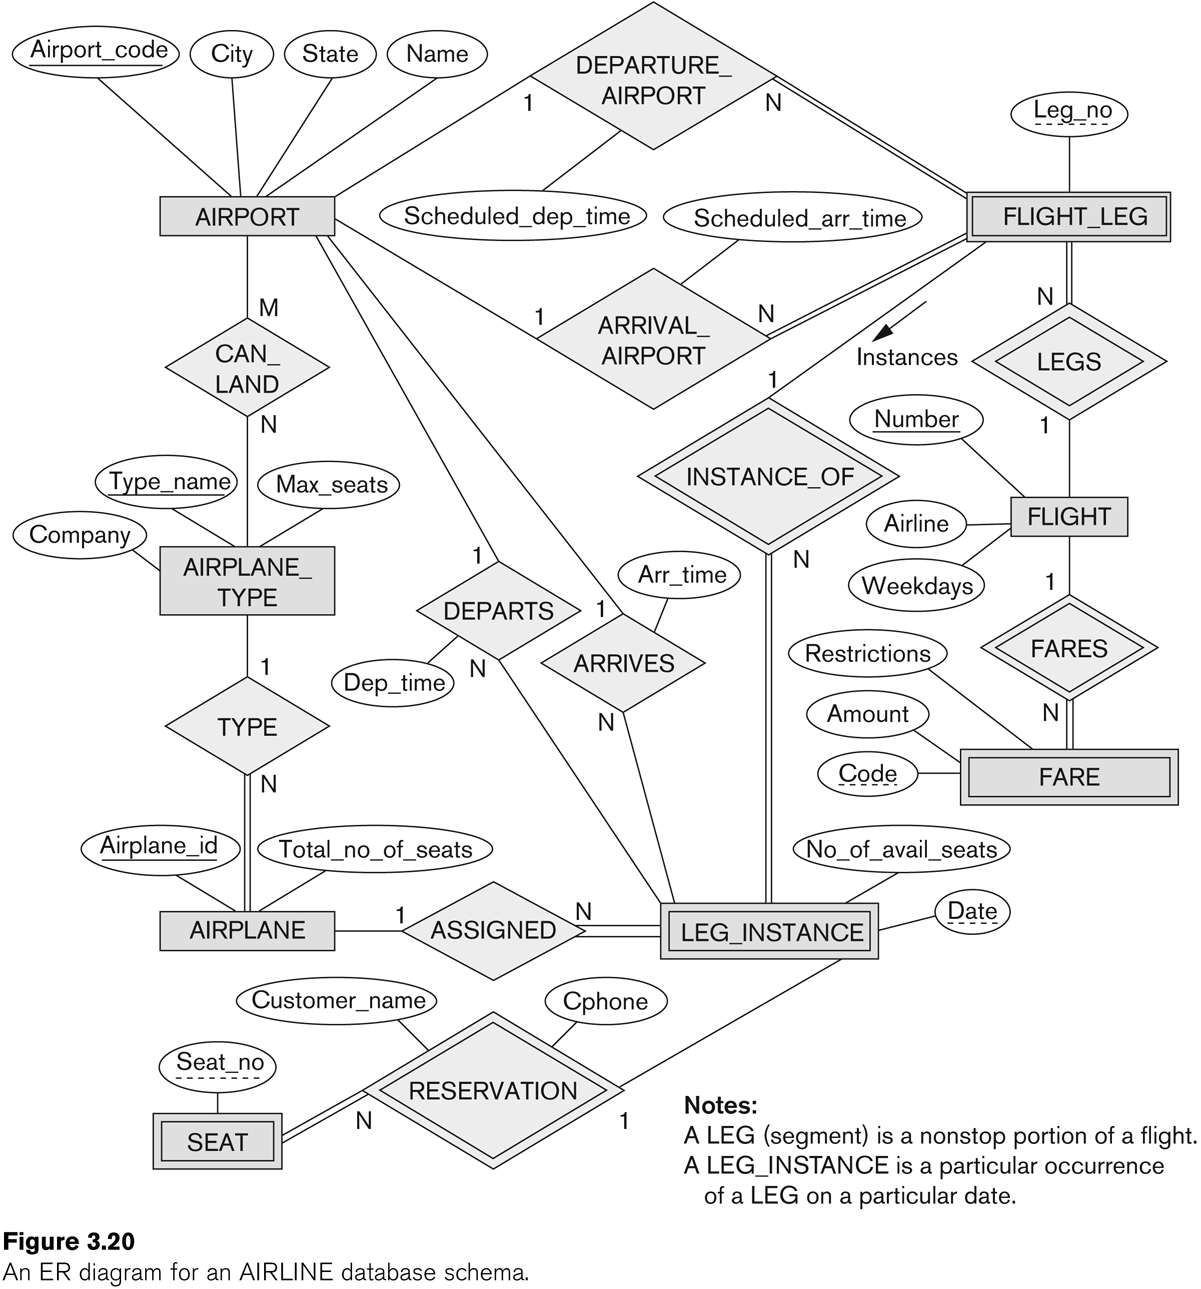 Airport_code
City
State
Name
DEPARTURE_
AIRPORT
1
N
Leg_no
AIRPORT
Scheduled_dep_time
Scheduled_arr_time
FLIGHT_LEG
M
1
N
N
ARRIVAL_
AIRPORT
CAN_
LAND
Instances
LEGS
1
N
Number
1
Type_name
Max_seats
INSTANCE_OF
Company
Airline
FLIGHT
1
N
AIRPLANE_
TYPE
Arr_time
Weekdays
1
1
DEPARTS
Restrictions
FARES
1
N
ARRIVES
Dep_time
TYPE
N
Amount
N
N
Code
FARE
Airplane_id
Total_no_of_seats
No_of_avail_seats
1
N
Date
AIRPLANE
ASSIGNED
LEG_INSTANCE
Customer_name
Cphone
Seat_no
RESERVATION
N
1
SEAT
Notes:
A LEG (segment) is a nonstop portion of a flight.
A LEG_INSTANCE is a particular occurrence
of a LEG on a particular date.
Figure 3.20
An ER diagram for an AIRLINE database schema.